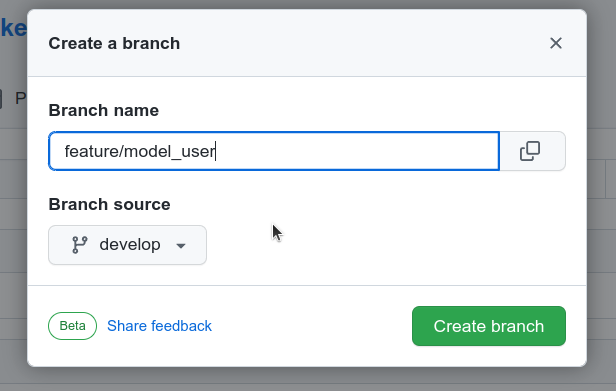 ke
P
Create a branch
Branch name
feature/model_user
Branch source
develop
Beta Share feedback
Create branch